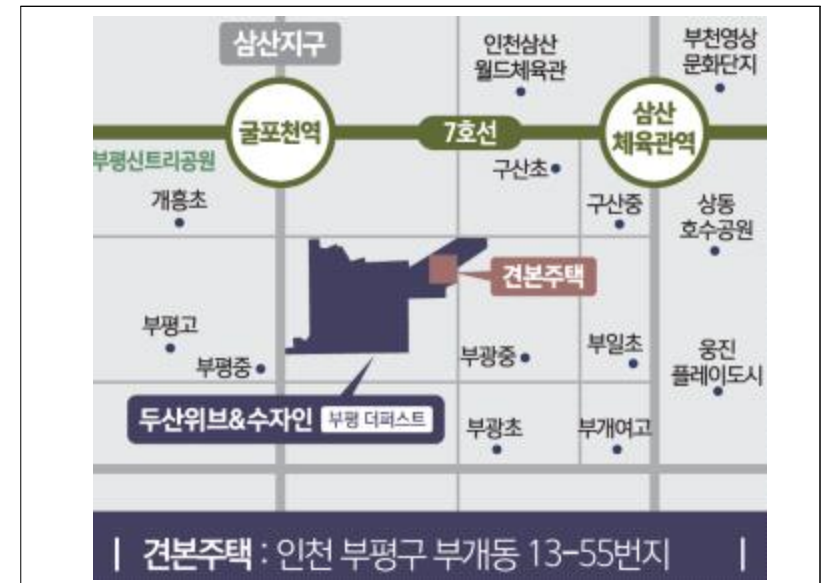 삼산지구
인천삼산
월드체육관
부천영상
문화단지
굴포천역
7호선
삼산
체육관역
부평신트리공원
구산초
개흥초
구산중
상동
호수공원
견본주택
부평고
부평중
부광중
부일초
웅진
플레이도시
두산위브&수자인 부평 더퍼스트
부광초
부개여고
| 견본주택 : 인천 부평구 부개동 13-55번지 |